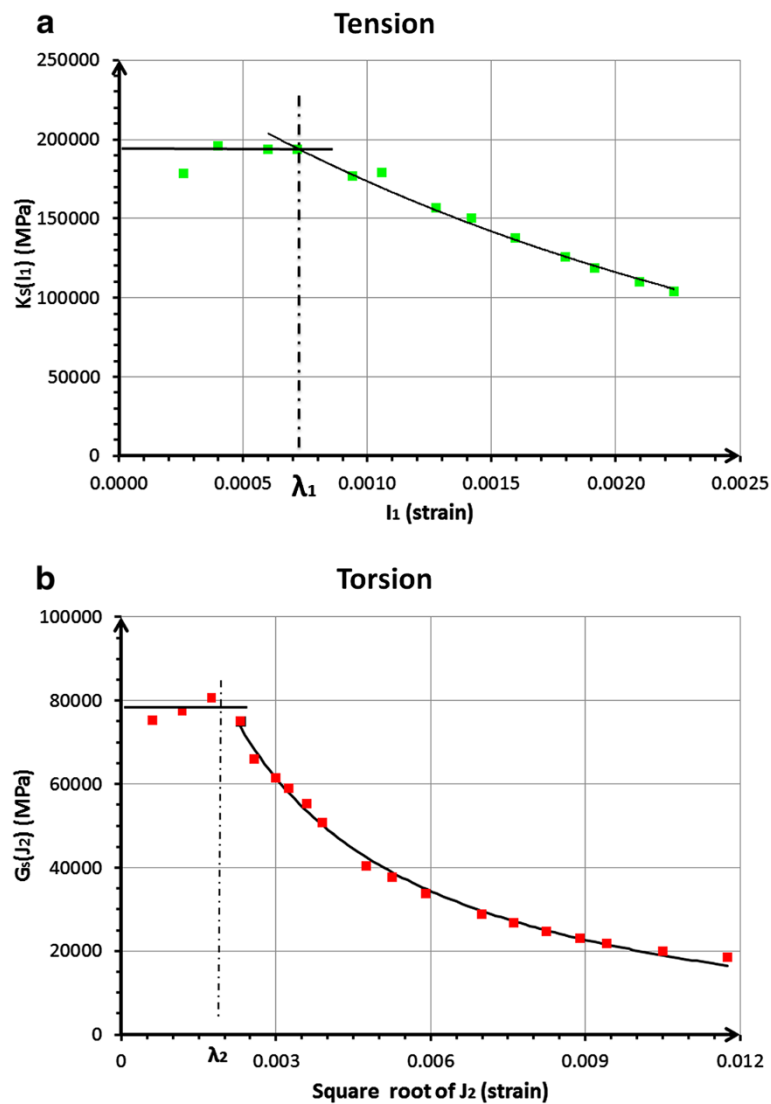 a
Tension
250000
200000
150000
100000
50000
0
Ks(I₁) (MPa)
0.0000
0.0005
0.0010
0.0015
0.0020
0.0025
λ₁
I₁ (strain)
b
Torsion
100000
80000
60000
40000
20000
0
Gs(J₂) (MPa)
0
0.003
0.006
0.009
0.012
λ₂
Square root of J₂ (strain)